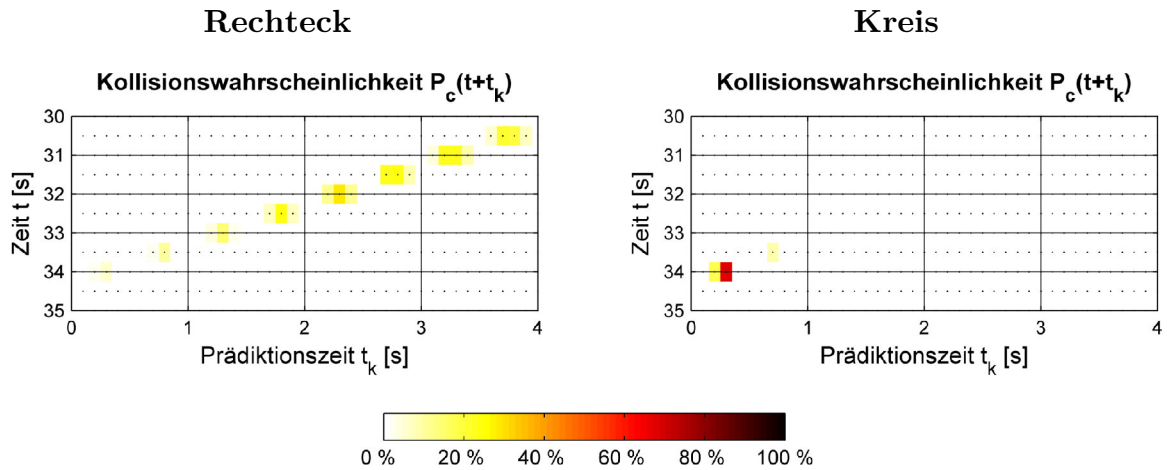 Rechteck
Kollisionswahrscheinlichkeit P_c(t+t_k)
Zeit t [s]
30
31
32
33
34
35
0 1 2 3 4
Prädiktionszeit t_k [s]
Kreis
Kollisionswahrscheinlichkeit P_c(t+t_k)
Zeit t [s]
30
31
32
33
34
35
0 1 2 3 4
Prädiktionszeit t_k [s]
0 % 20 % 40 % 60 % 80 % 100 %